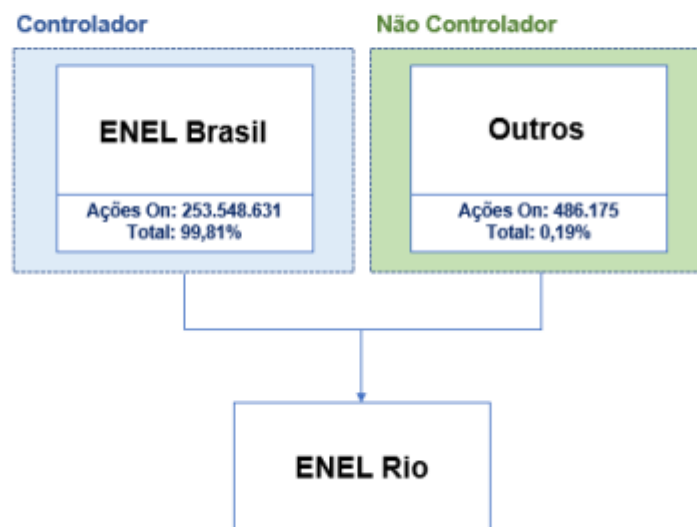 Controlador
Não Controlador
ENEL Brasil
Ações On: 253.548.631
Total: 99,81%
Outros
Ações On: 486.175
Total: 0,19%
ENEL Rio